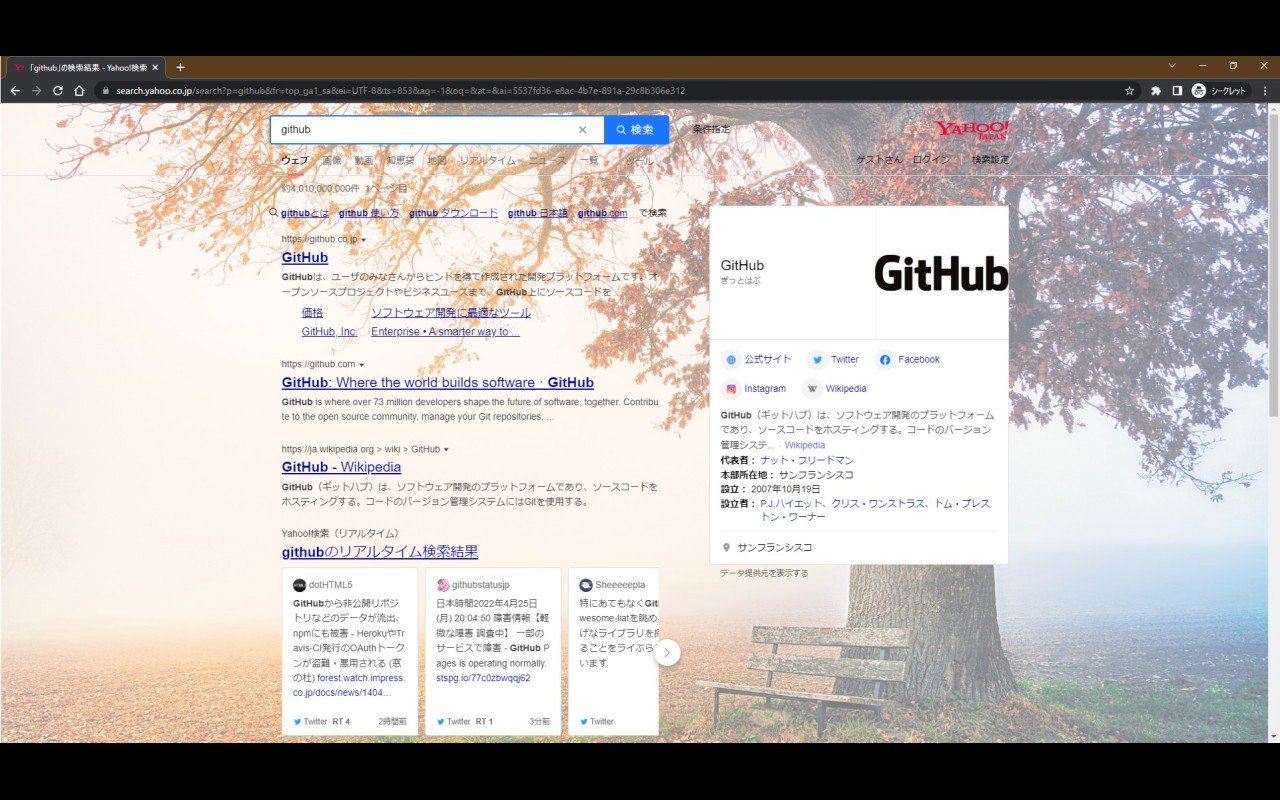 「github」の検索結果 - Yahoo!検索
search.yahoo.co.jp/search?p=github&fr=top_ga1_sa&ei=UTF-8&ts=853&aq=-1&oq=&at=&ai=5537fd36-e8ac-4b7e-891a-29c8b306e312
シークレット
github
検索
条件指定
YAHOO!
JAPAN
ウェブ 画像 動画 知恵袋 地図 リアルタイム ニュース 一覧 ツール
ゲストさん ログイン 検索設定
約4,010,000,000件 1ページ目
githubとは github 使い方 github ダウンロード github 日本語 github.com で検索
https://github.co.jp
GitHub
GitHubは、ユーザのみなさんからヒントを得て作成された開発プラットフォームです。オ
ープンソースプロジェクトやビジネスユースまで、GitHub上にソースコードを
価格 ソフトウェア開発に最適なツール
GitHub, Inc. Enterprise • A smarter way to ...
https://github.com
GitHub: Where the world builds software · GitHub
GitHub is where over 73 million developers shape the future of software, together. Contribu
te to the open source community, manage your Git repositories, ...
https://ja.wikipedia.org > wiki > GitHub
GitHub - Wikipedia
GitHub（ギットハブ）は、ソフトウェア開発のプラットフォームであり、ソースコードを
ホスティングする。コードのバージョン管理システムにはGitを使用する。
Yahoo!検索（リアルタイム）
githubのリアルタイム検索結果
dotHTML5
GitHubから非公開リポジ
トリなどのデータが流出、
npmにも被害 - HerokuやTr
avis-CI発行のOAuthトーク
ンが盗難・悪用される (窓
の杜) forest.watch.impress.
co.jp/docs/news/1404…
Twitter RT 4 2時間前
githubstatusjp
日本時間2022年4月25日
(月) 20:04:50 障害情報【軽
微な障害 調査中】 一部の
サービスで障害 - GitHub P
ages is operating normally.
stspg.io/77c0zbwqqj62
Twitter RT 1 3分前
Sheeeeepla
特にあてもなくGit
wesome-liatを眺め
げなライブラリを
ることをライぶら
います
Twitter
GitHub
ぎっとはぶ
GitHub
公式サイト Twitter Facebook
Instagram W Wikipedia
GitHub（ギットハブ）は、ソフトウェア開発のプラットフォーム
であり、ソースコードをホスティングする。コードのバージョン
管理システ... - Wikipedia
代表者： ナット・フリードマン
本部所在地： サンフランシスコ
設立： 2007年10月19日
設立者： P.J.ハイエット、クリス・ワンストラス、トム・プレス
トン・ワーナー
サンフランシスコ
データ提供元を表示する